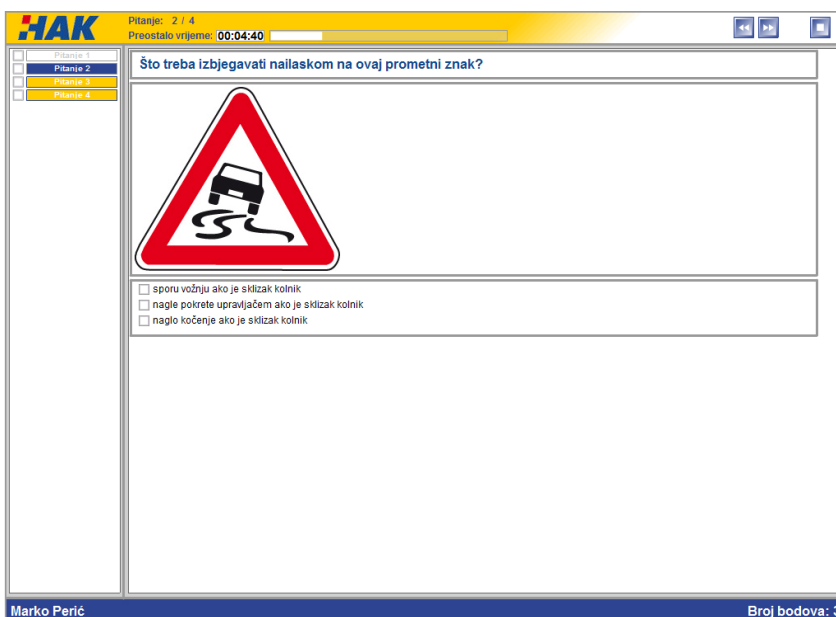 HAK
Pitanje: 2 / 4
Preostalo vrijeme: 00:04:40
Pitanje 1
Pitanje 2
Pitanje 3
Pitanje 4
Što treba izbjegavati nailaskom na ovaj prometni znak?
sporu vožnju ako je sklizak kolnik
nagle pokrete upravljačem ako je sklizak kolnik
naglo kočenje ako je sklizak kolnik
Marko Perić
Broj bodova: 3